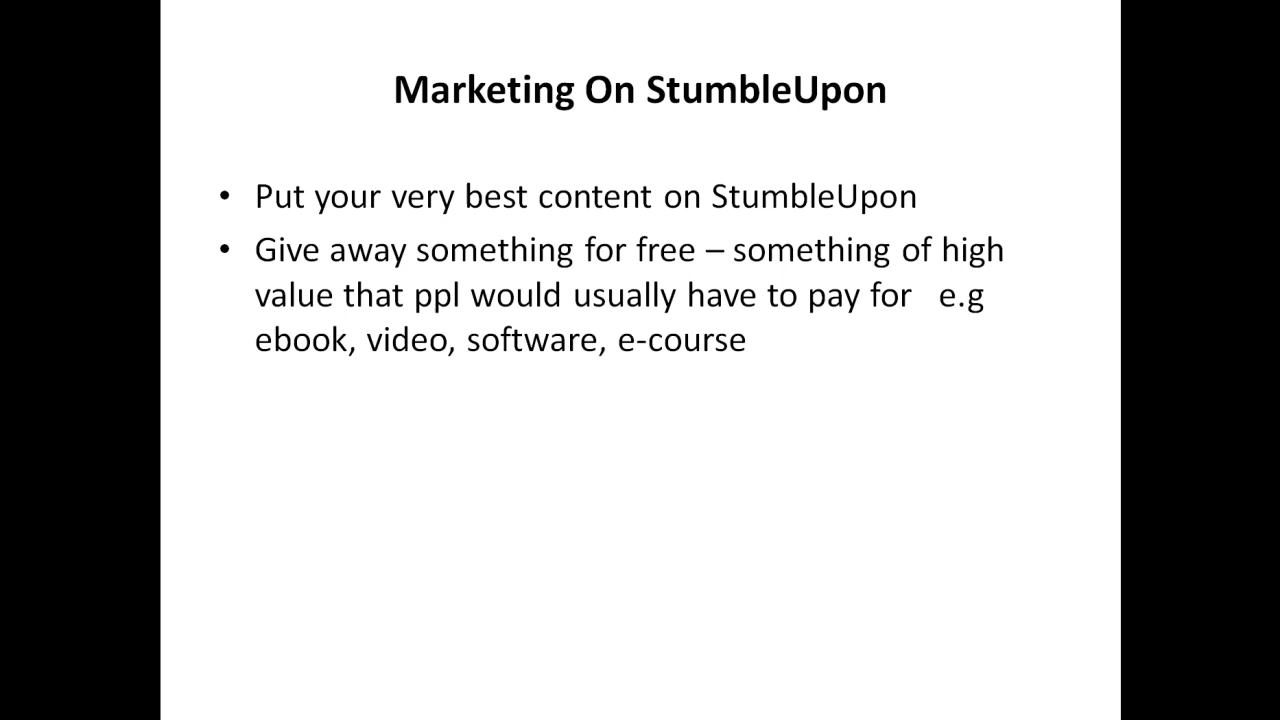 Marketing On StumbleUpon
• Put your very best content on StumbleUpon
• Give away something for free – something of high
value that ppl would usually have to pay for   e.g
ebook, video, software, e-course